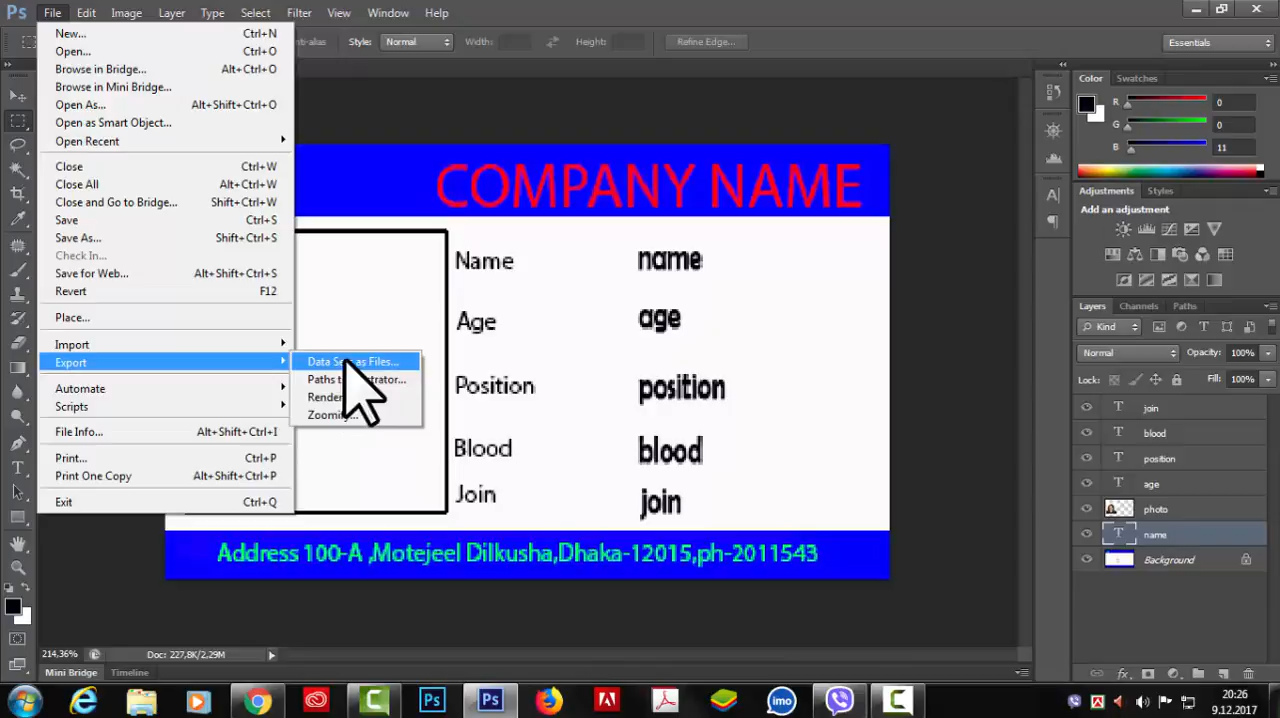 Ps File Edit Image Layer Type Select Filter View Window Help
Style: Normal Width: Height: Refine Edge... Essentials
New... Ctrl+N
Open... Ctrl+O
Browse in Bridge... Alt+Ctrl+O
Browse in Mini Bridge...
Open As... Alt+Shift+Ctrl+O
Open as Smart Object...
Open Recent
Close Ctrl+W
Close All Alt+Ctrl+W
Close and Go to Bridge... Shift+Ctrl+W
Save Ctrl+S
Save As... Shift+Ctrl+S
Check In...
Save for Web... Alt+Shift+Ctrl+S
Revert F12
Place...
Import
Export
Automate
Scripts
File Info... Alt+Shift+Ctrl+I
Print... Ctrl+P
Print One Copy Alt+Shift+Ctrl+P
Exit Ctrl+Q
Data as Files...
Paths
Zoomify...
COMPANY NAME
Name name
Age age
Position position
Blood blood
Join join
Address 100-A ,Motejeel Dilkusha,Dhaka-12015,ph-2011543
Color Swatches
R 0
G 0
B 11
Adjustments Styles
Add an adjustment
Layers Channels Paths
Kind
Normal Opacity: 100%
Lock: Fill: 100%
T join
T blood
T position
T age
photo
T name
Background
214,36% Doc: 227,8K/2,29M
Mini Bridge Timeline
Ps Ps imo
20:26
9.12.2017